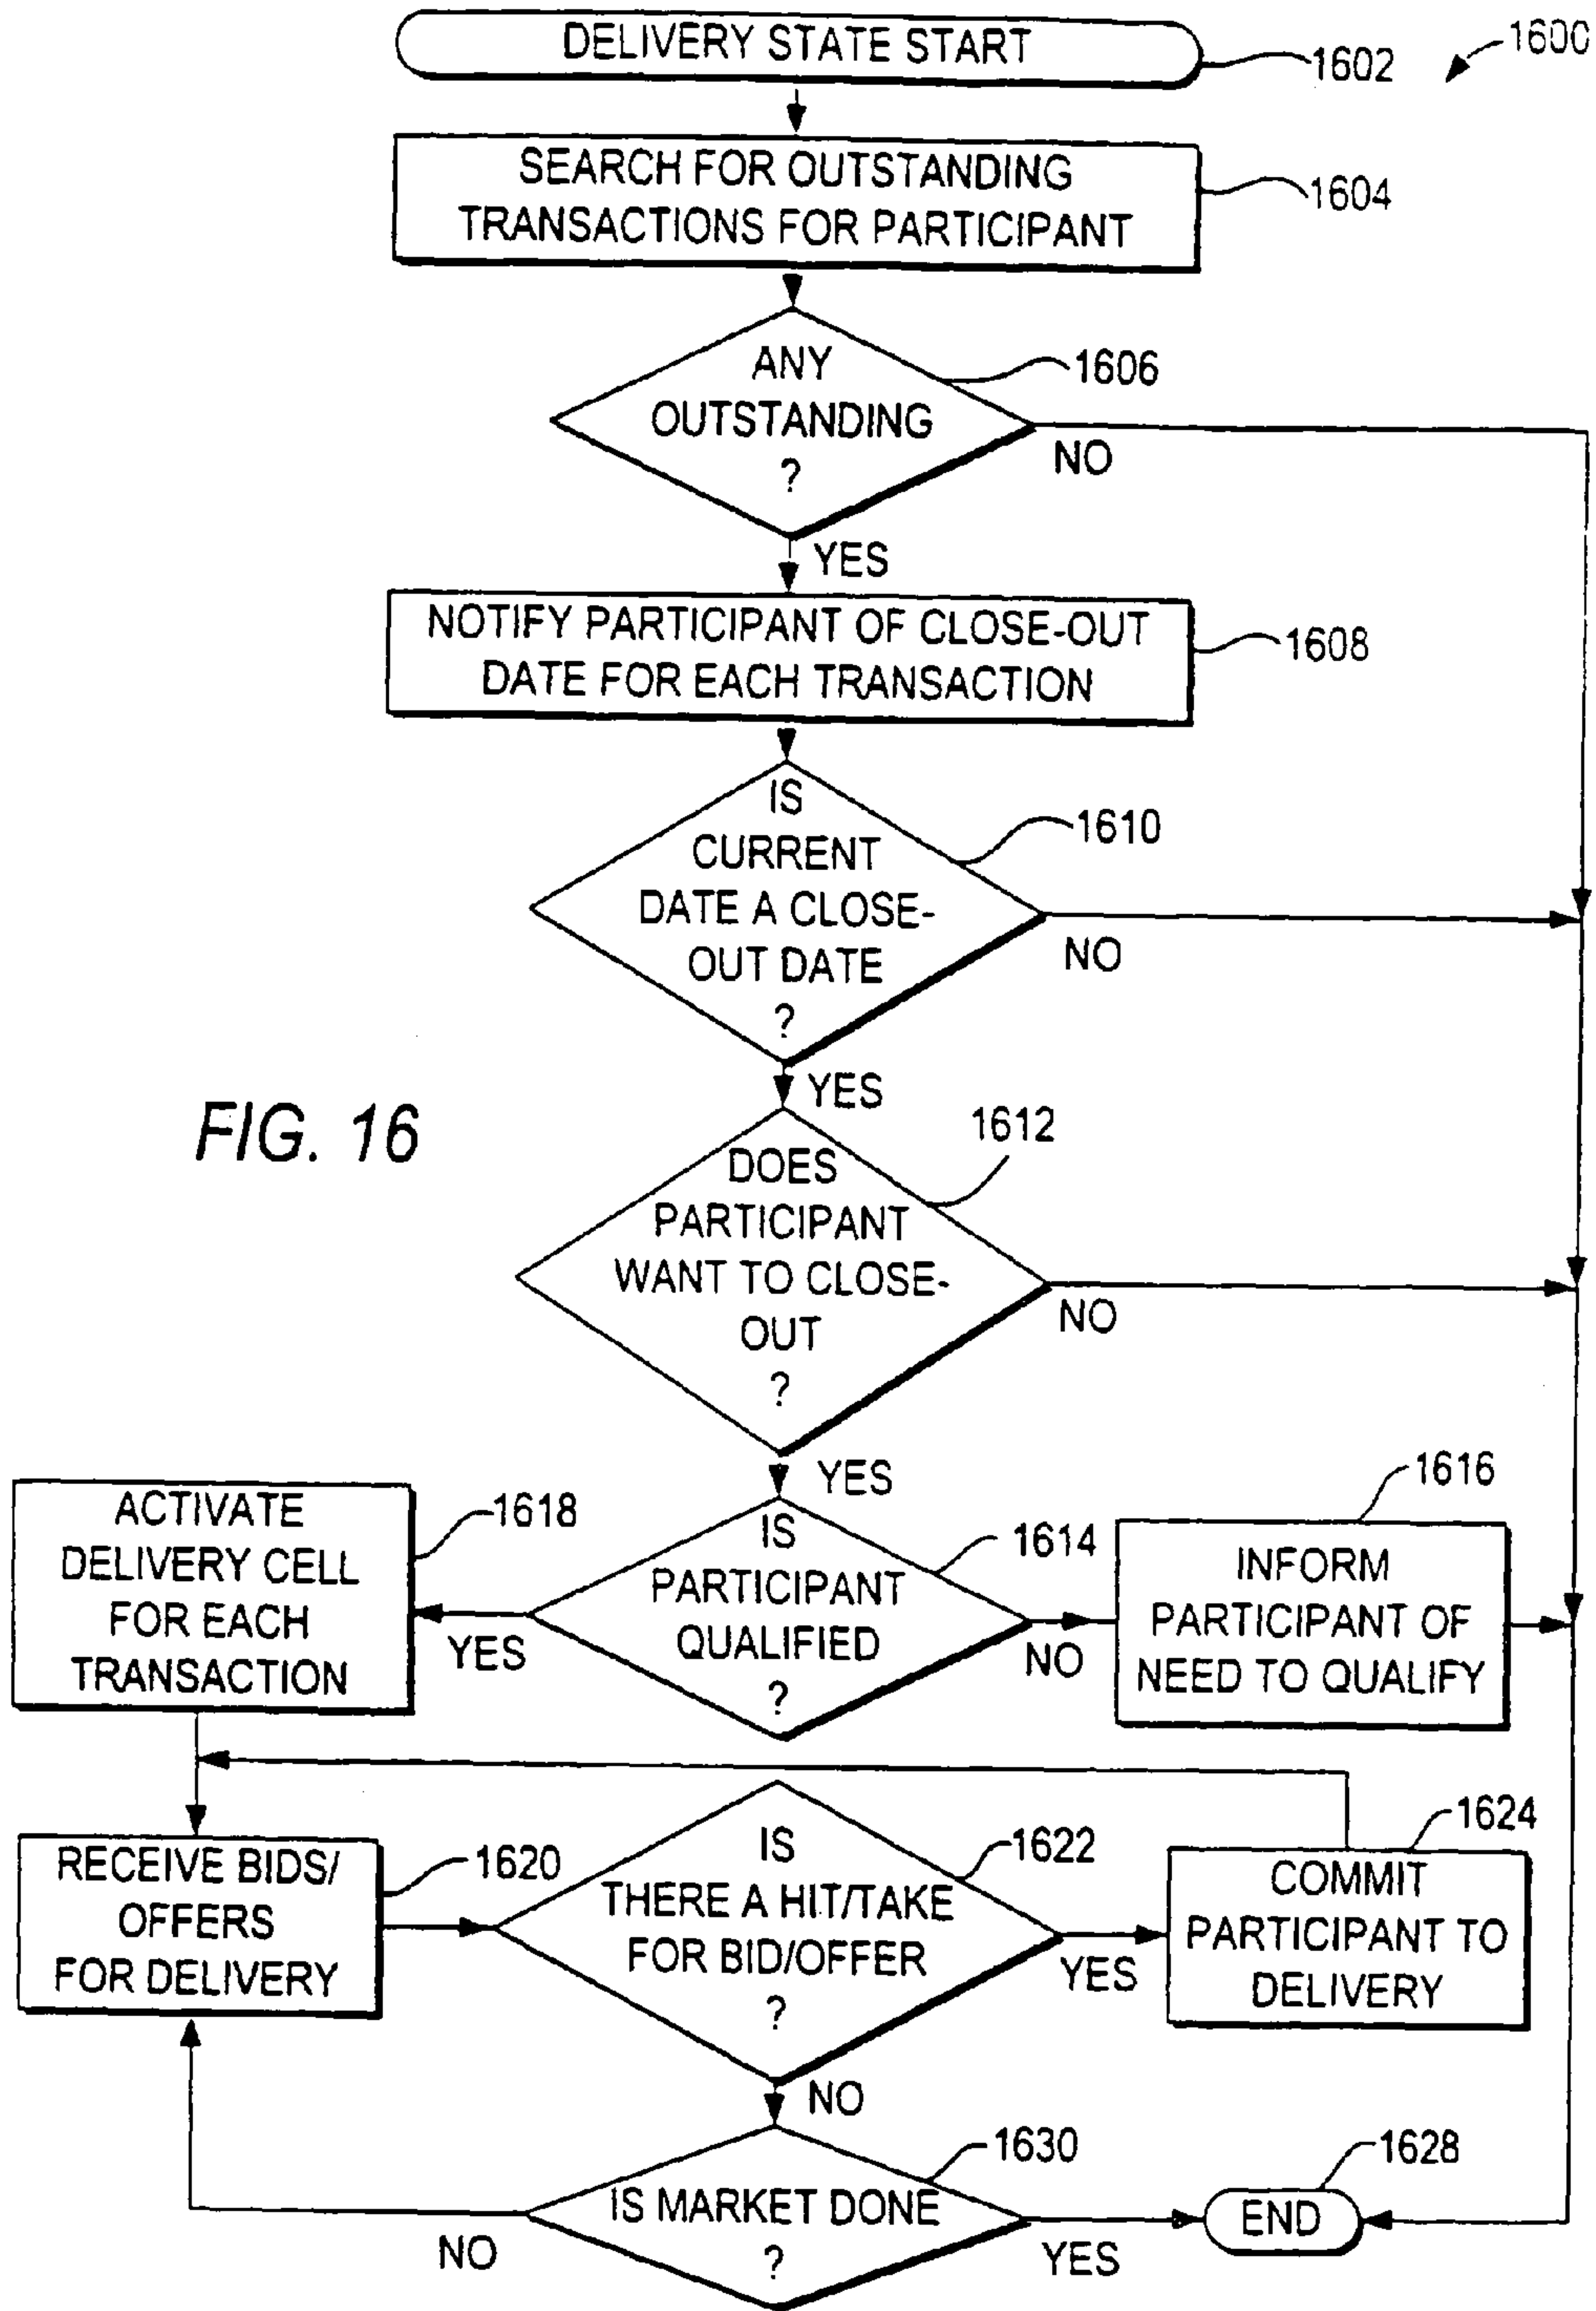 DELIVERY STATE START
1602
1600
SEARCH FOR OUTSTANDING
TRANSACTIONS FOR PARTICIPANT
1604
ANY
OUTSTANDING
?
1606
NO
YES
NOTIFY PARTICIPANT OF CLOSE-OUT
DATE FOR EACH TRANSACTION
1608
IS
CURRENT
DATE A CLOSE-
OUT DATE
?
1610
NO
YES
FIG. 16
DOES
PARTICIPANT
WANT TO CLOSE-
OUT
?
1612
NO
YES
ACTIVATE
DELIVERY CELL
FOR EACH
TRANSACTION
1618
YES
IS
PARTICIPANT
QUALIFIED
?
1614
NO
INFORM
PARTICIPANT OF
NEED TO QUALIFY
1616
RECEIVE BIDS/
OFFERS
FOR DELIVERY
1620
IS
THERE A HIT/TAKE
FOR BID/OFFER
?
1622
YES
COMMIT
PARTICIPANT TO
DELIVERY
1624
NO
IS MARKET DONE
?
1630
NO
YES
END
1628